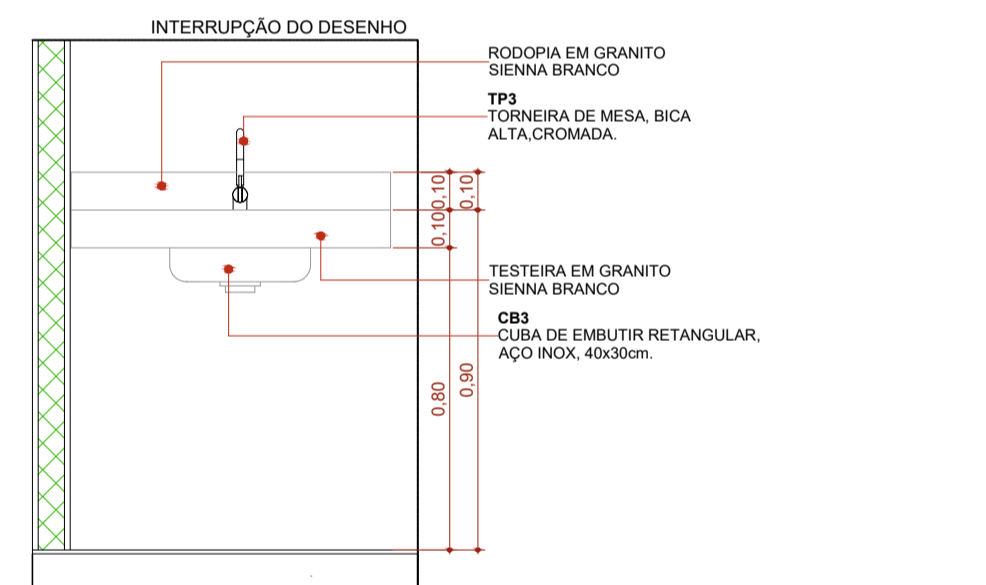 INTERRUPÇÃO DO DESENHO
RODOPIA EM GRANITO
SIENNA BRANCO
TP3
TORNEIRA DE MESA, BICA
ALTA,CROMADA.
0,10
0,10
0,10
TESTEIRA EM GRANITO
SIENNA BRANCO
CB3
CUBA DE EMBUTIR RETANGULAR,
AÇO INOX, 40x30cm.
0,80
0,90